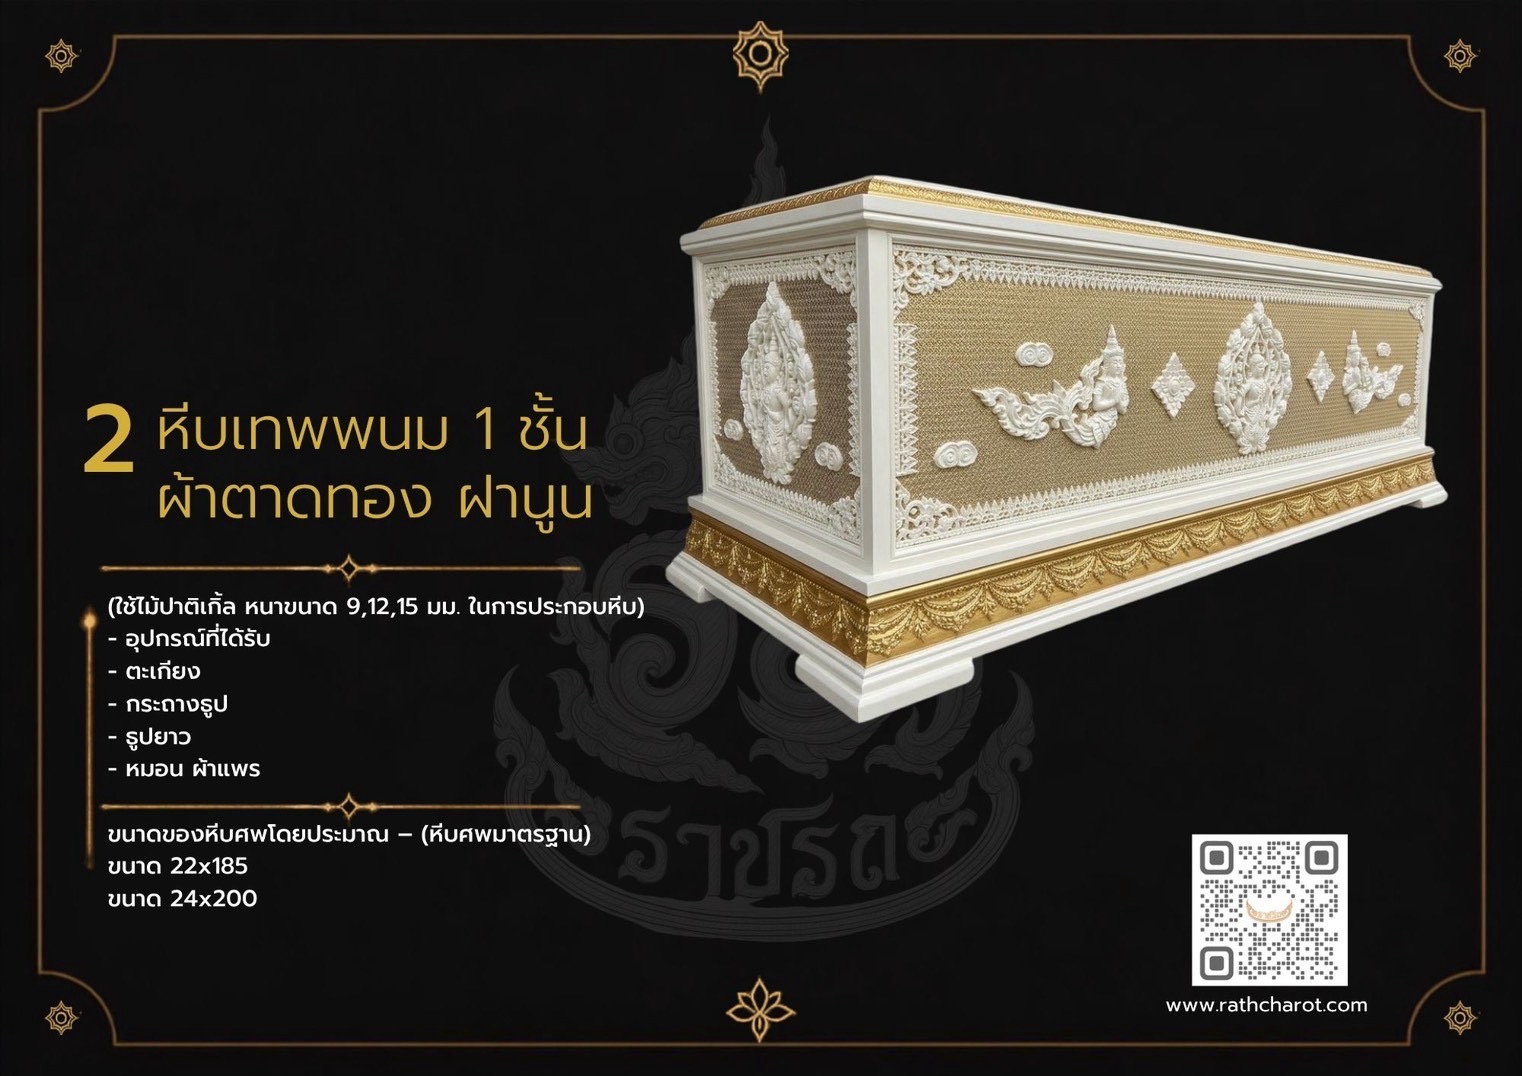 2 หีบเทพพนม 1 ชั้น
ผ้าตาดทอง ฝานูน
(ใช้ไม้ปาติเกิ้ล หนาขนาด 9,12,15 มม. ในการประกอบหีบ)
- อุปกรณ์ที่ได้รับ
- ตะเกียง
- กระถางธูป
- ธูปยาว
- หมอน ผ้าแพร
ขนาดของหีบศพโดยประมาณ – (หีบศพมาตรฐาน)
ขนาด 22x185
ขนาด 24x200
ราชรถ
www.rathcharot.com